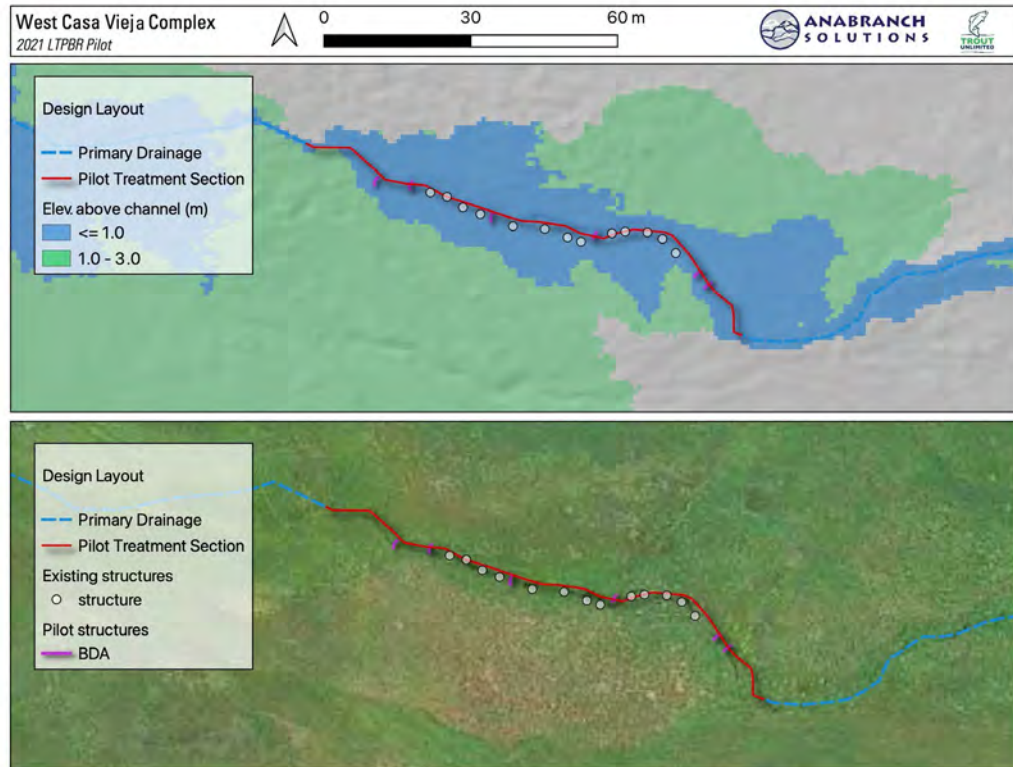 West Casa Vieja Complex
2021 LTPBR Pilot
0 30 60 m
ANABRANCH
SOLUTIONS
TROUT
UNLIMITED
Design Layout
Primary Drainage
Pilot Treatment Section
Elev. above channel (m)
<= 1.0
1.0 - 3.0
Design Layout
Primary Drainage
Pilot Treatment Section
Existing structures
structure
Pilot structures
BDA